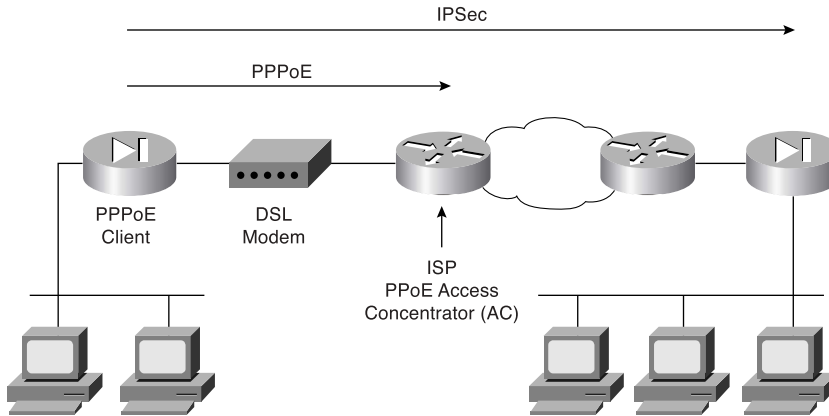 IPSec
PPPoE
PPPoE
Client
DSL
Modem
ISP
PPoE Access
Concentrator (AC)